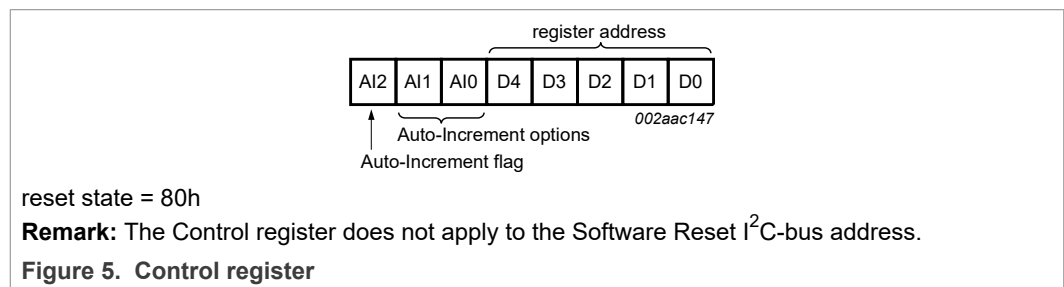 register address
AI2 AI1 AI0 D4 D3 D2 D1 D0
002aac147
Auto-Increment options
Auto-Increment flag
reset state = 80h
Remark: The Control register does not apply to the Software Reset I²C-bus address.
Figure 5. Control register